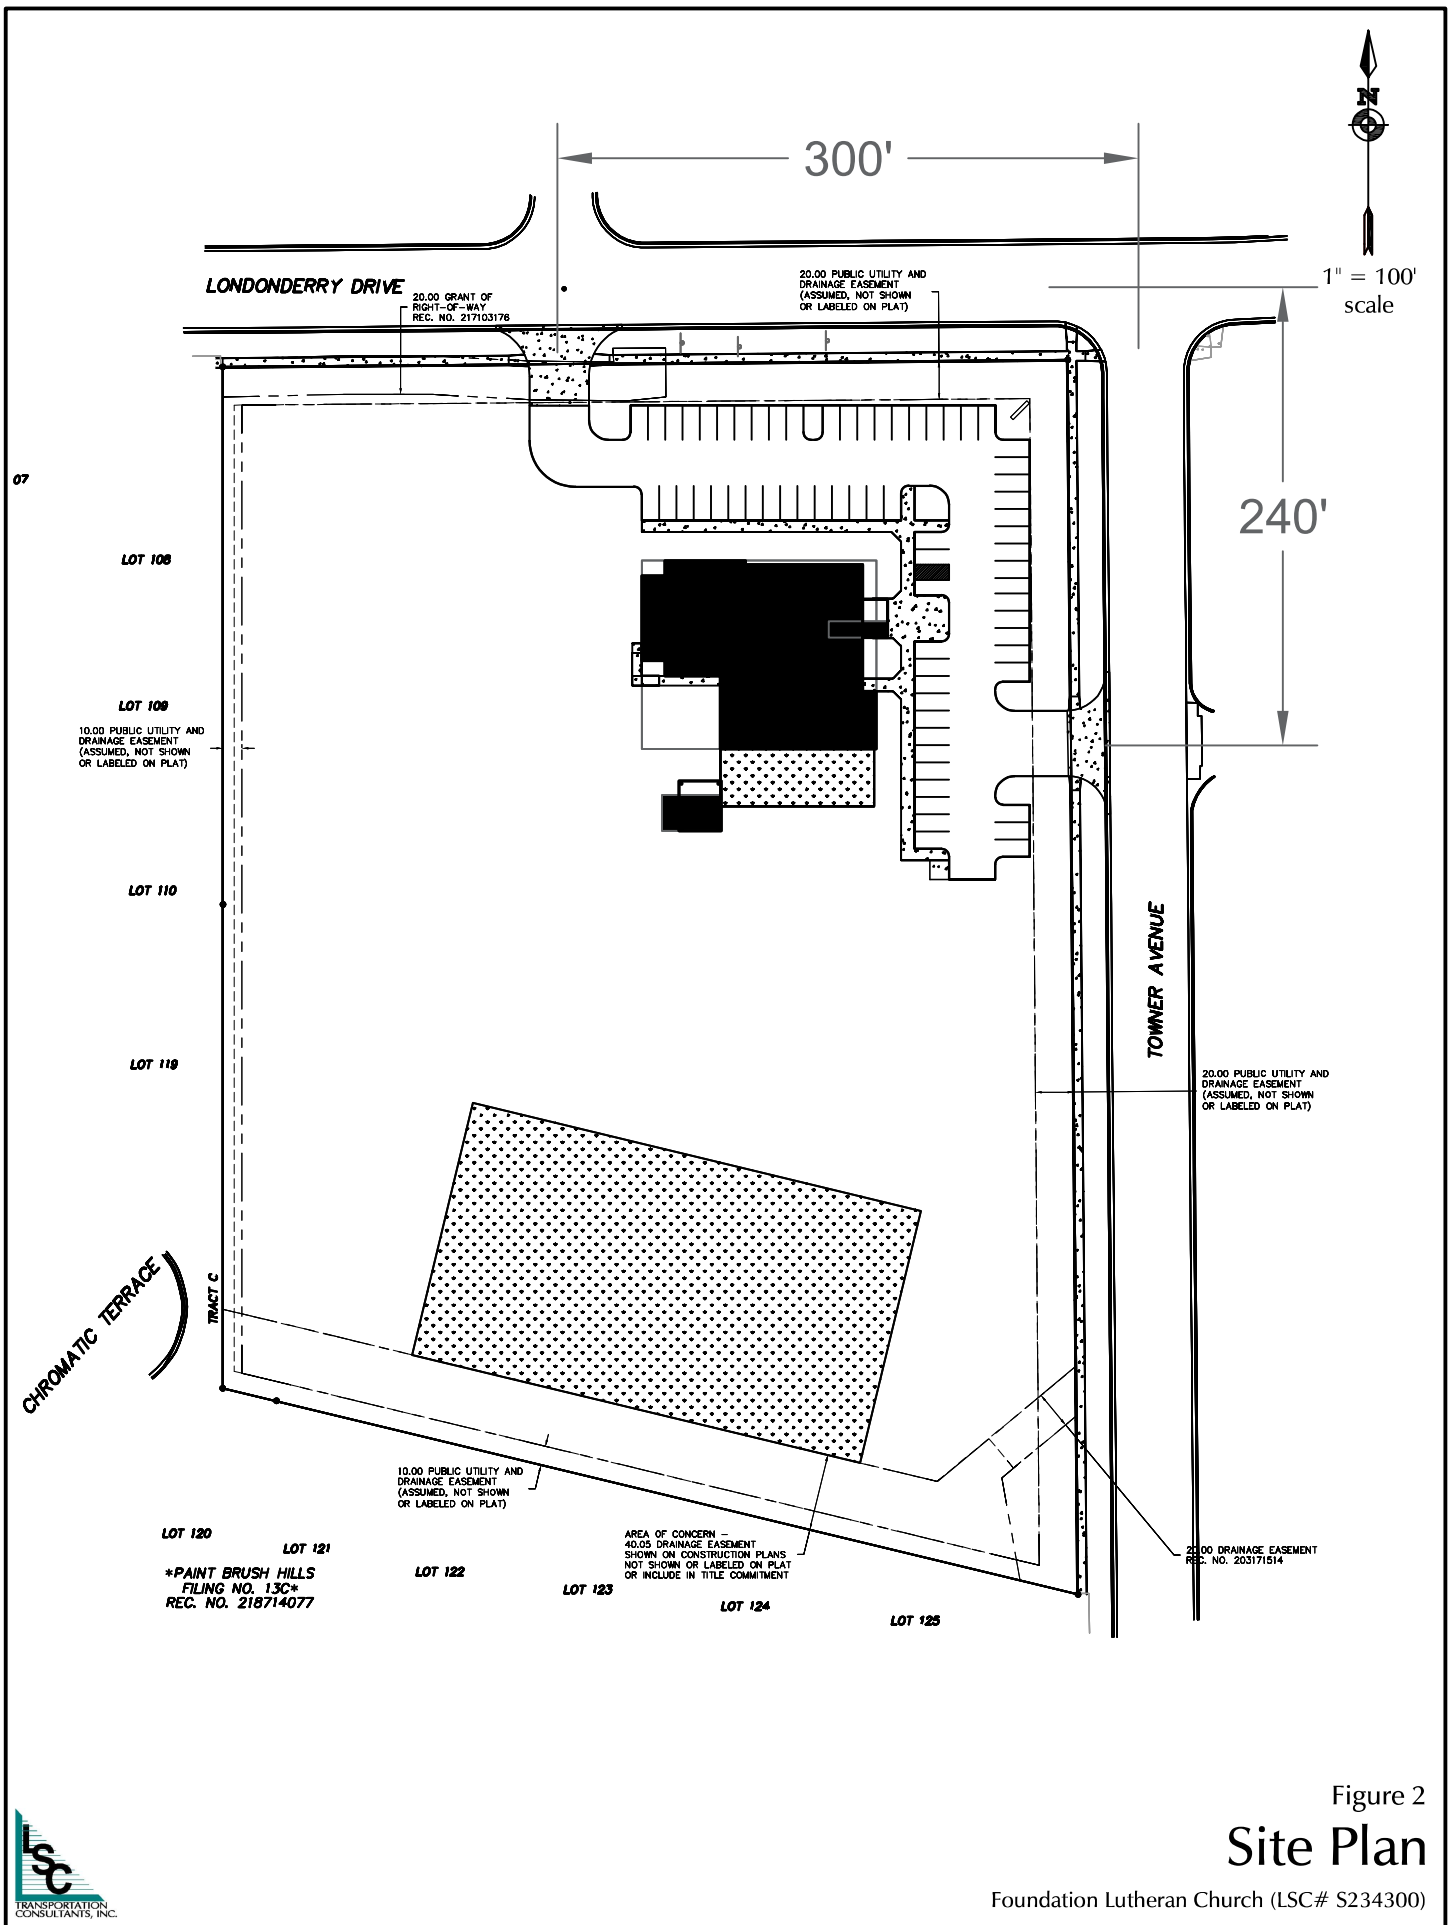 300'
N
1" = 100'
scale
LONDONDERRY DRIVE
20.00 GRANT OF
RIGHT-OF-WAY
REC. NO. 217103176
20.00 PUBLIC UTILITY AND
DRAINAGE EASEMENT
(ASSUMED, NOT SHOWN
OR LABELED ON PLAT)
07
240'
LOT 108
LOT 109
10.00 PUBLIC UTILITY AND
DRAINAGE EASEMENT
(ASSUMED, NOT SHOWN
OR LABELED ON PLAT)
LOT 110
TOWNER AVENUE
LOT 119
20.00 PUBLIC UTILITY AND
DRAINAGE EASEMENT
(ASSUMED, NOT SHOWN
OR LABELED ON PLAT)
CHROMATIC TERRACE
TRACT C
10.00 PUBLIC UTILITY AND
DRAINAGE EASEMENT
(ASSUMED, NOT SHOWN
OR LABELED ON PLAT)
AREA OF CONCERN -
40.05 DRAINAGE EASEMENT
SHOWN ON CONSTRUCTION PLANS
NOT SHOWN OR LABELED ON PLAT
OR INCLUDE IN TITLE COMMITMENT
20.00 DRAINAGE EASEMENT
REC. NO. 203171514
LOT 120
LOT 121
LOT 122
LOT 123
LOT 124
LOT 125
*PAINT BRUSH HILLS
FILING NO. 13C*
REC. NO. 218714077
Figure 2
Site Plan
Foundation Lutheran Church (LSC# S234300)
LSC
TRANSPORTATION
CONSULTANTS, INC.